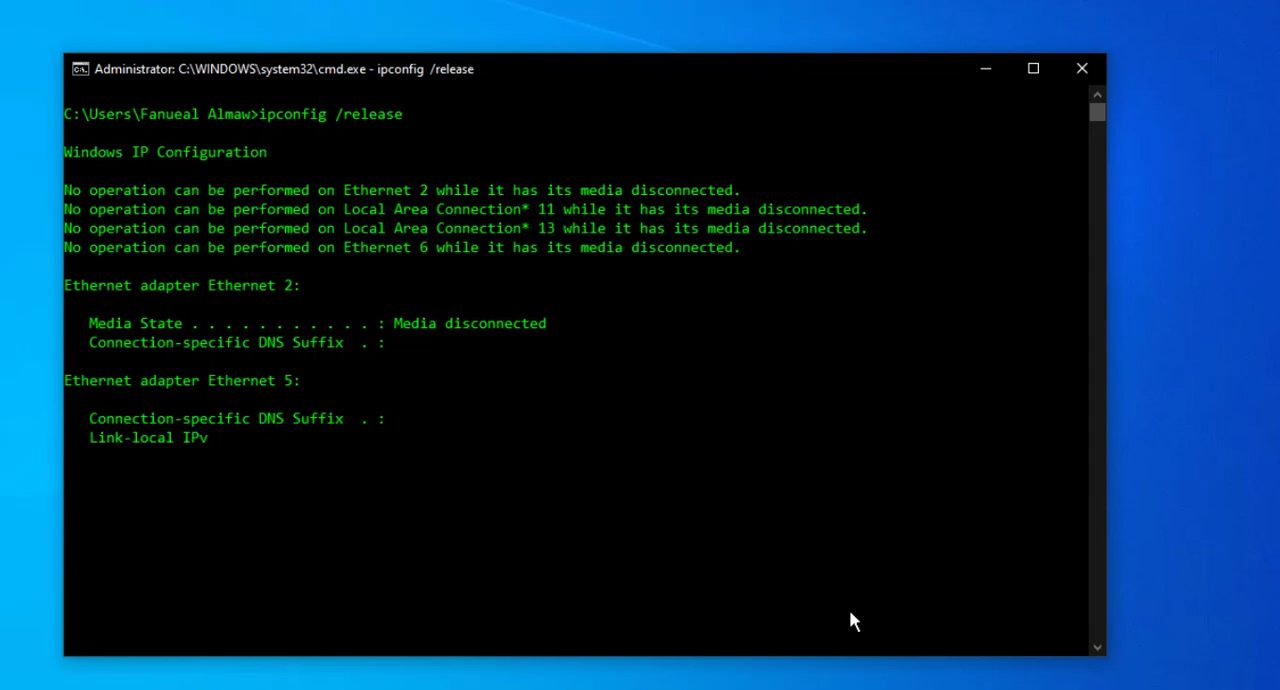 Administrator: C:\WINDOWS\system32\cmd.exe - ipconfig  /release
C:\Users\Fanueal Almaw>ipconfig /release
Windows IP Configuration
No operation can be performed on Ethernet 2 while it has its media disconnected.
No operation can be performed on Local Area Connection* 11 while it has its media disconnected.
No operation can be performed on Local Area Connection* 13 while it has its media disconnected.
No operation can be performed on Ethernet 6 while it has its media disconnected.
Ethernet adapter Ethernet 2:
Media State . . . . . . . . . . . : Media disconnected
Connection-specific DNS Suffix  . :
Ethernet adapter Ethernet 5:
Connection-specific DNS Suffix  . :
Link-local IPv